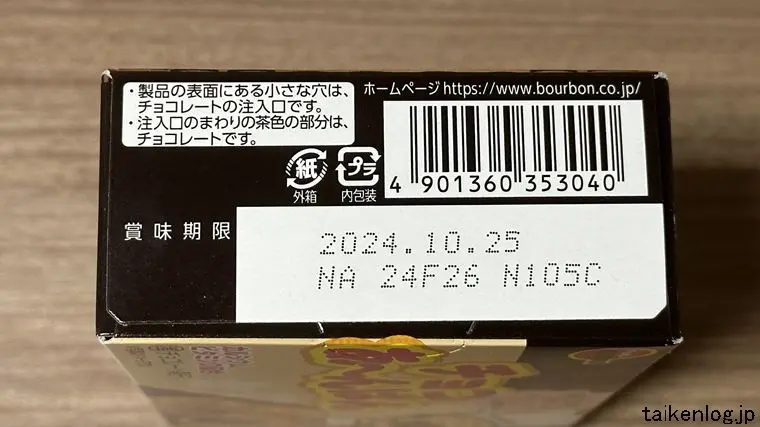 ・製品の表面にある小さな穴は、
チョコレートの注入口です。
・注入口のまわりの茶色の部分は、
チョコレートです。
ホームページ https://www.bourbon.co.jp/
紙
外箱
プラ
内包装
4 901360 353040
賞味期限
2024.10.25
NA 24F26 N105C
taikenlog.jp